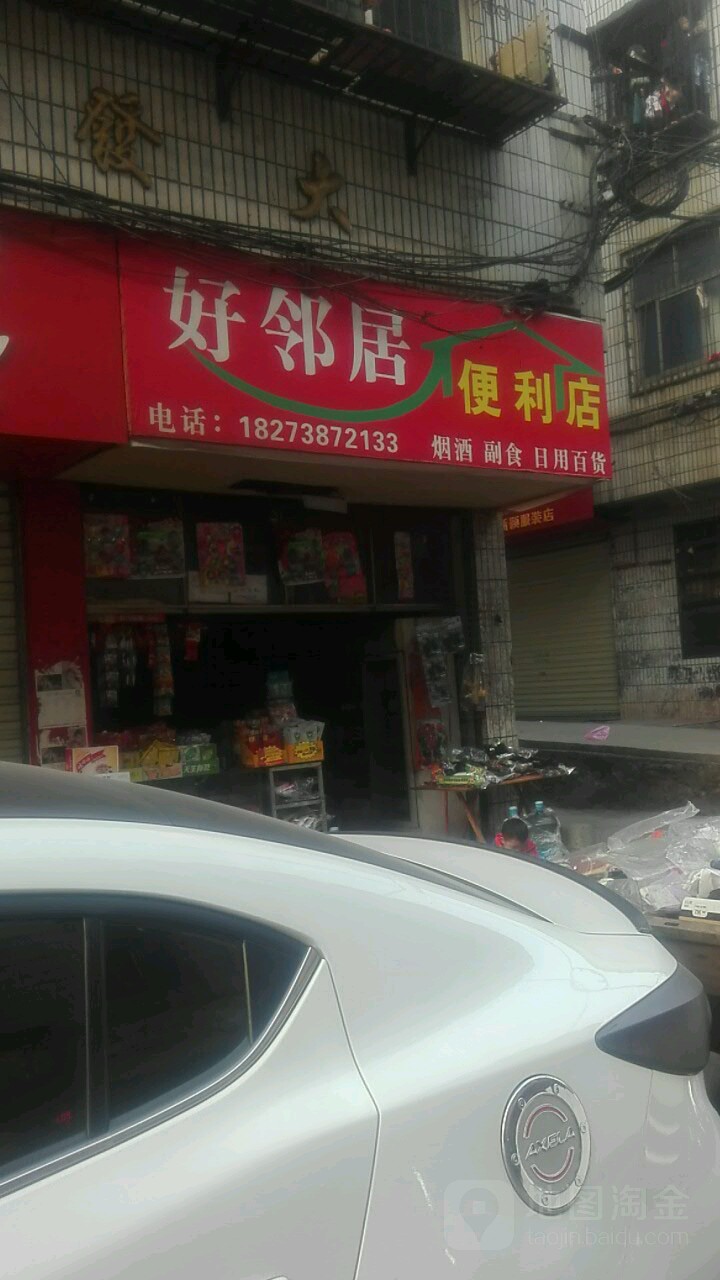 發
大
好邻居
便利店
电话：18273872133
烟酒 副食 日用百货
服装店
AXELA
地图淘金
taojin.baidu.com